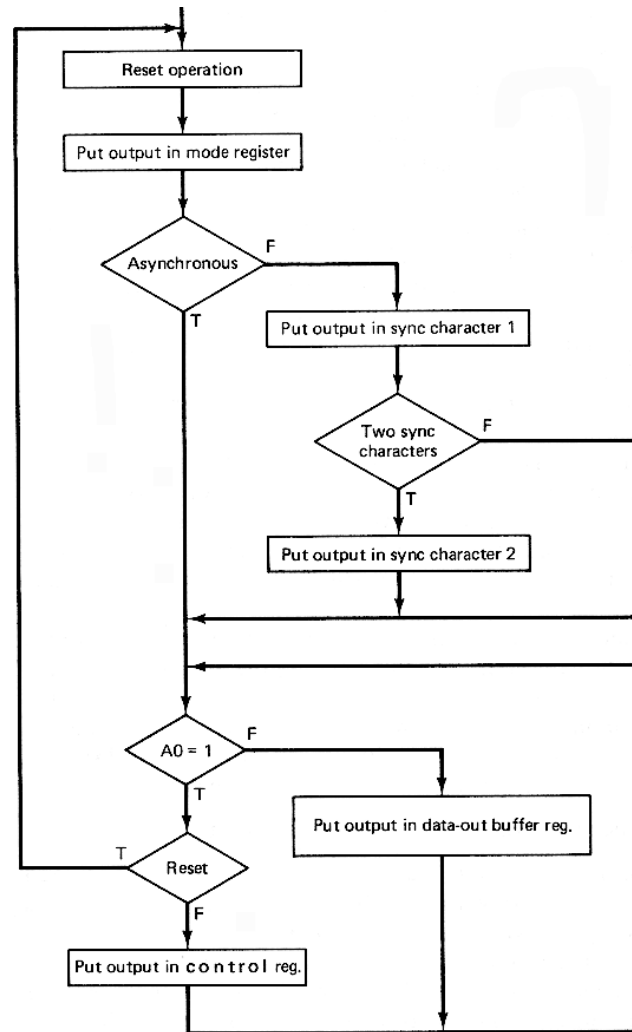 Reset operation
Put output in mode register
Asynchronous
F
T
Put output in sync character 1
Two sync
characters
F
T
Put output in sync character 2
A0 = 1
F
T
Put output in data-out buffer reg.
T
Reset
F
Put output in control reg.